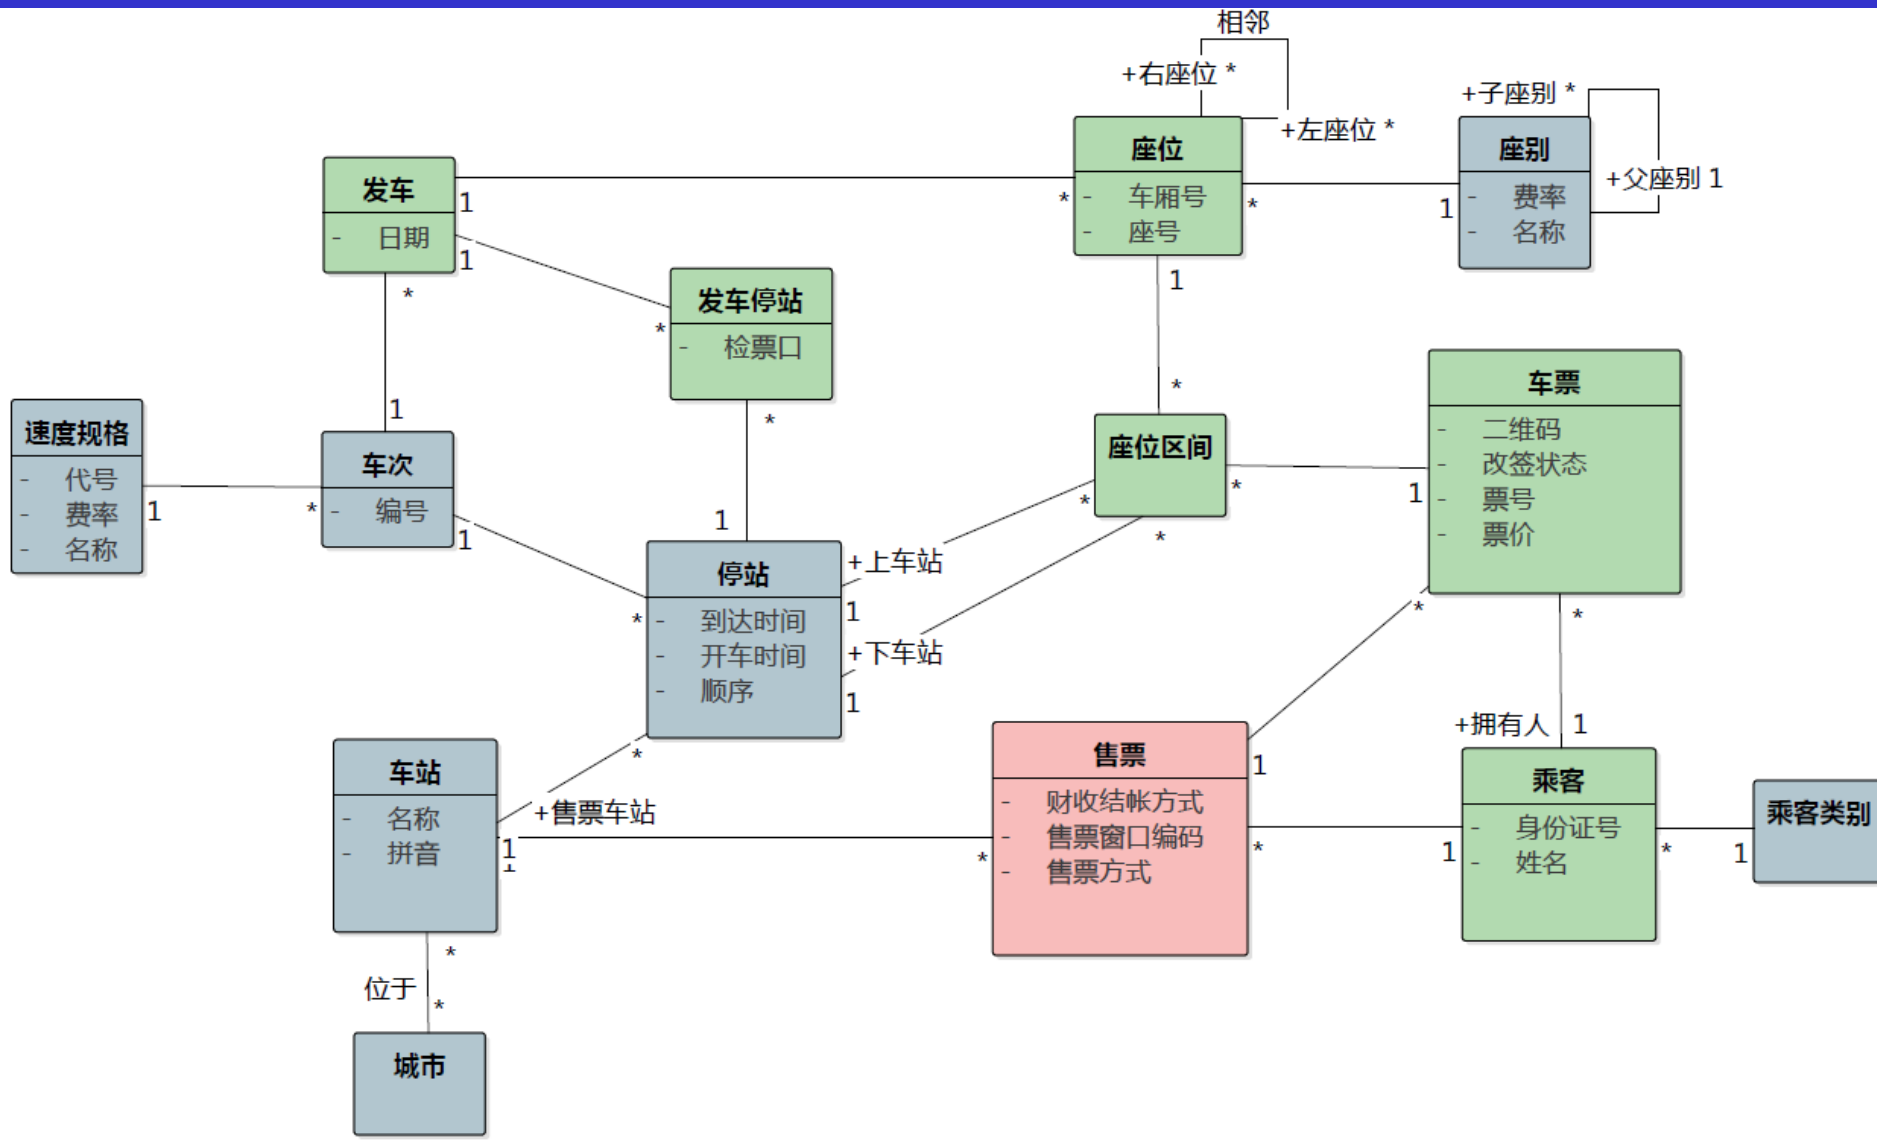 相邻
+右座位 *
+左座位 *
座位
- 车厢号
- 座号
+子座别 *
座别
- 费率
- 名称
+父座别 1
发车
- 日期
1
*
*
1
1
*
发车停站
- 检票口
*
1
*
1
*
车票
- 二维码
- 改签状态
- 票号
- 票价
速度规格
- 代号
- 费率
- 名称
1
*
车次
- 编号
1
座位区间
*
1
*
*
1
停站
- 到达时间
- 开车时间
- 顺序
*
+上车站
1
+下车站
1
*
*
+拥有人 1
车站
- 名称
- 拼音
*
+售票车站
1
1
*
售票
- 财收结帐方式
- 售票窗口编码
- 售票方式
1
*
1
乘客
- 身份证号
- 姓名
*
1
乘客类别
*
位于
*
城市